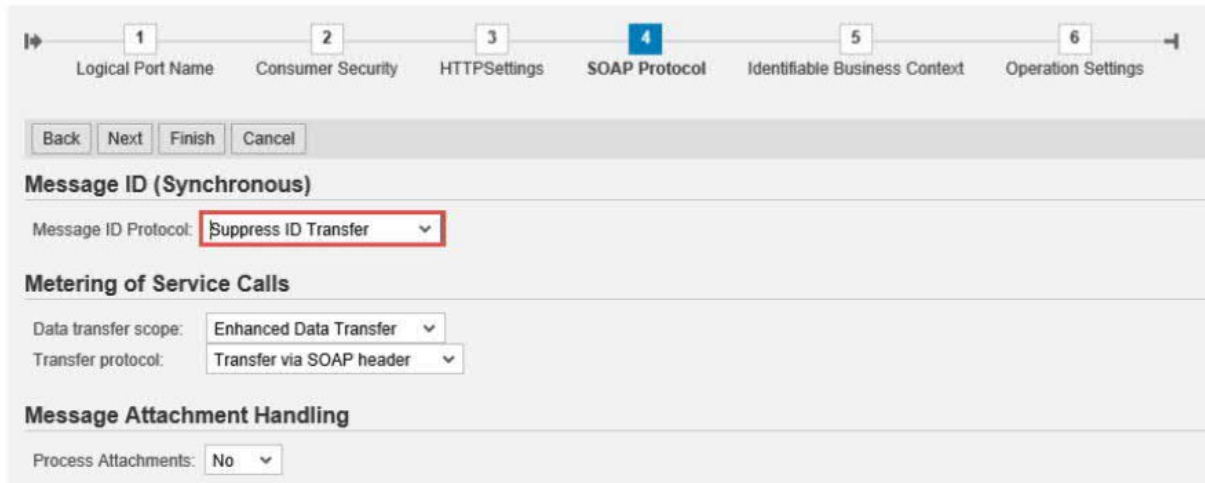 1 2 3 4 5 6
Logical Port Name Consumer Security HTTPSettings SOAP Protocol Identifiable Business Context Operation Settings
Back Next Finish Cancel
Message ID (Synchronous)
Message ID Protocol: Suppress ID Transfer
Metering of Service Calls
Data transfer scope: Enhanced Data Transfer
Transfer protocol: Transfer via SOAP header
Message Attachment Handling
Process Attachments: No